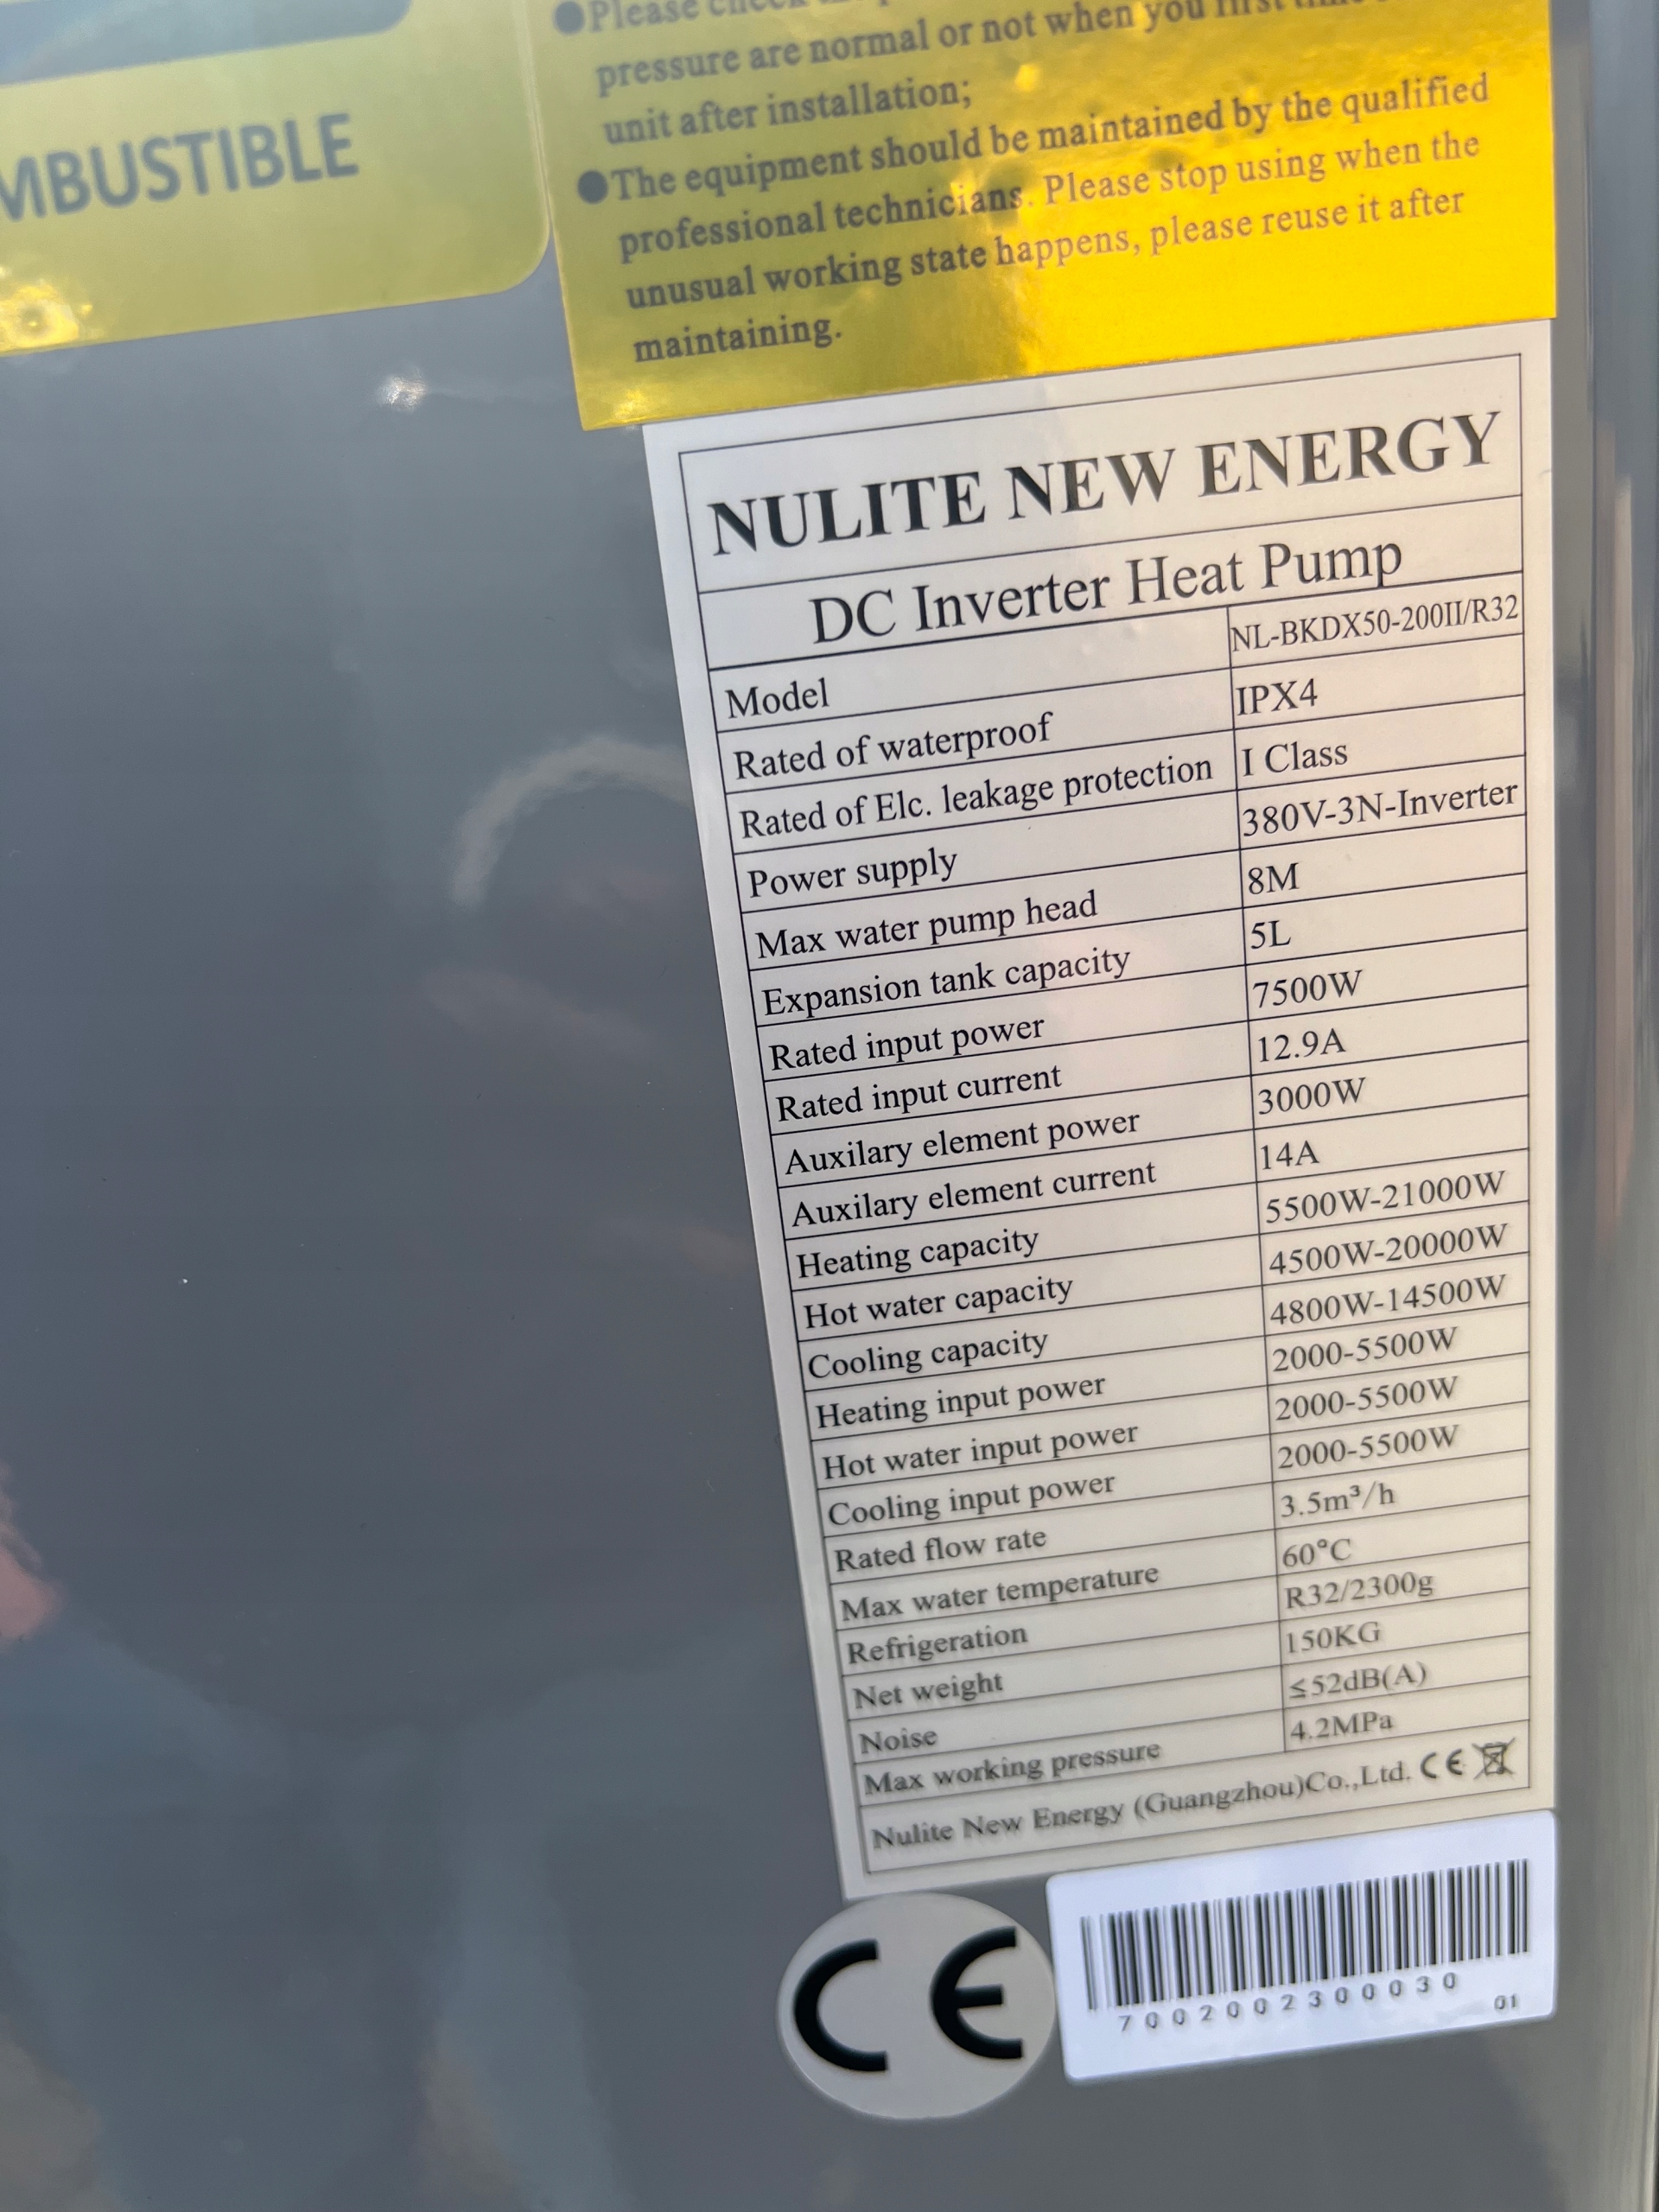 MBUSTIBLE
●Please check
pressure are normal or not when you first time
unit after installation;
●The equipment should be maintained by the qualified
professional technicians. Please stop using when the
unusual working state happens, please reuse it after
maintaining.
NULITE NEW ENERGY
DC Inverter Heat Pump
Model NL-BKDX50-200II/R32
Rated of waterproof IPX4
Rated of Elc. leakage protection I Class
Power supply 380V-3N-Inverter
Max water pump head 8M
Expansion tank capacity 5L
Rated input power 7500W
Rated input current 12.9A
Auxilary element power 3000W
Auxilary element current 14A
Heating capacity 5500W-21000W
Hot water capacity 4500W-20000W
Cooling capacity 4800W-14500W
Heating input power 2000-5500W
Hot water input power 2000-5500W
Cooling input power 2000-5500W
Rated flow rate 3.5m³/h
Max water temperature 60°C
Refrigeration R32/2300g
Net weight 150KG
Noise ≤52dB(A)
Max working pressure 4.2MPa
Nulite New Energy (Guangzhou)Co.,Ltd. CE
CE
7002002300030 01